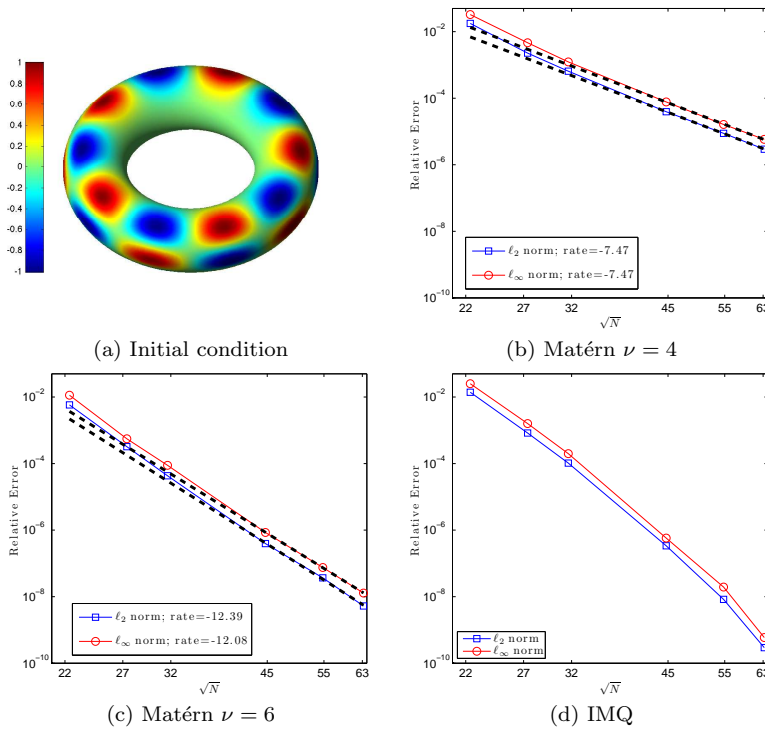 1
0.8
0.6
0.4
0.2
0
-0.2
-0.4
-0.6
-0.8
-1
(a) Initial condition
10^−2
10^−4
10^−6
10^−8
10^−10
Relative Error
ℓ2 norm; rate=-7.47
ℓ∞ norm; rate=-7.47
22 27 32 45 55 63
√N
(b) Matérn ν = 4
10^−2
10^−4
10^−6
10^−8
10^−10
Relative Error
ℓ2 norm; rate=-12.39
ℓ∞ norm; rate=-12.08
22 27 32 45 55 63
√N
(c) Matérn ν = 6
10^−2
10^−4
10^−6
10^−8
10^−10
Relative Error
ℓ2 norm
ℓ∞ norm
22 27 32 45 55 63
√N
(d) IMQ